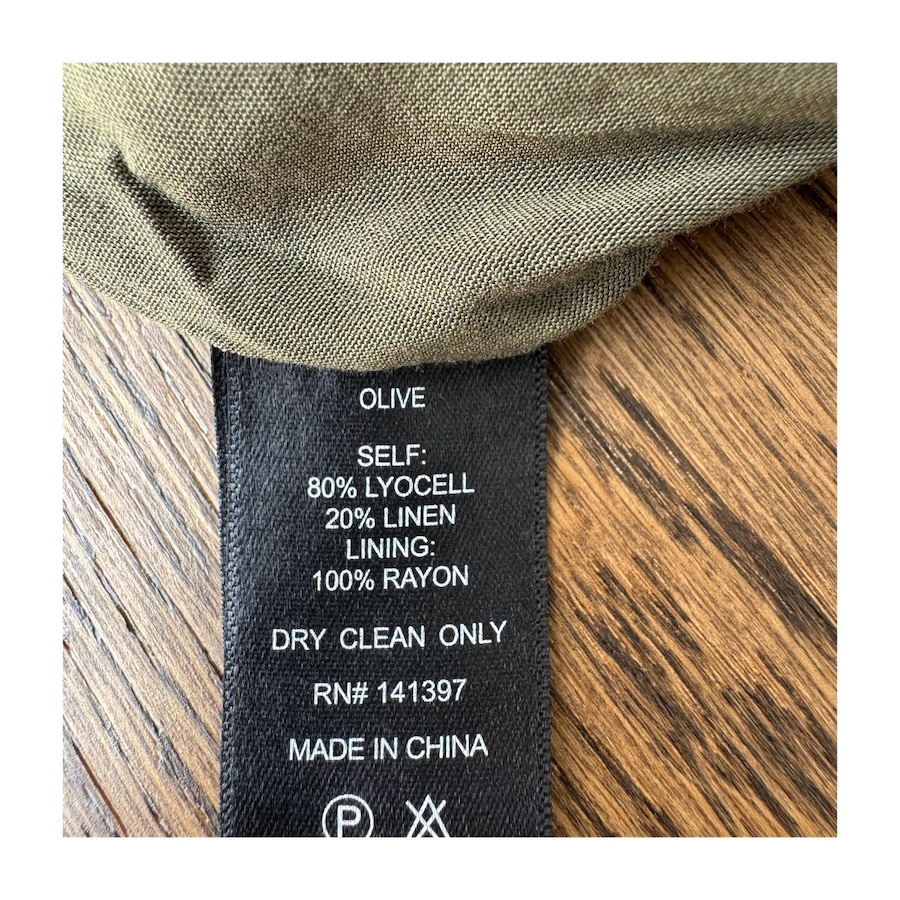 OLIVE
SELF:
80% LYOCELL
20% LINEN
LINING:
100% RAYON
DRY CLEAN ONLY
RN# 141397
MADE IN CHINA
P